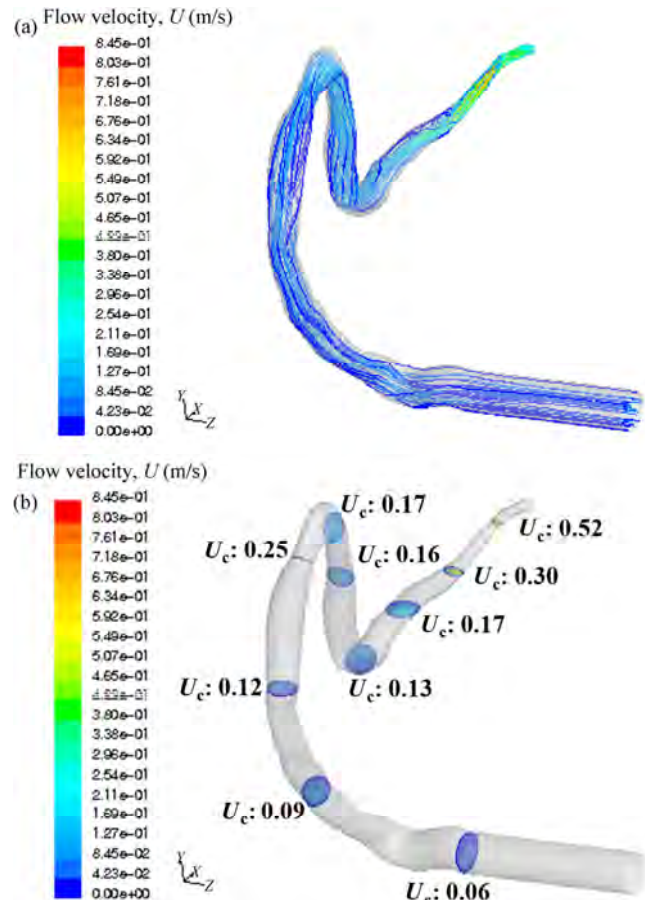 Flow velocity, U (m/s)
(a)
8.45e-01
8.03e-01
7.61e-01
7.18e-01
6.76e-01
6.34e-01
5.92e-01
5.49e-01
5.07e-01
4.65e-01
3.80e-01
3.38e-01
2.96e-01
2.54e-01
2.11e-01
1.69e-01
1.27e-01
8.45e-02
4.23e-02
0.00e+00
Y
X
Z
Flow velocity, U (m/s)
(b)
8.45e-01
8.03e-01
7.61e-01
7.18e-01
6.76e-01
6.34e-01
5.92e-01
5.49e-01
5.07e-01
4.65e-01
3.80e-01
3.38e-01
2.96e-01
2.54e-01
2.11e-01
1.69e-01
1.27e-01
8.45e-02
4.23e-02
0.00e+00
Y
X
Z
Uc: 0.17
Uc: 0.52
Uc: 0.25
Uc: 0.16
Uc: 0.30
Uc: 0.17
Uc: 0.12
Uc: 0.13
Uc: 0.09
Uc: 0.06